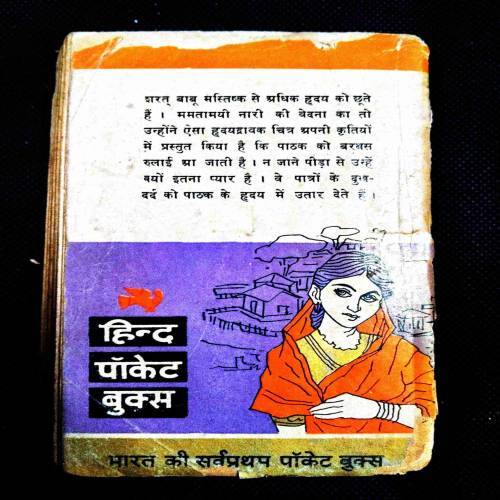 शरत् बाबू मस्तिष्क से अधिक हृदय को छूते
हैं । ममतामयी नारी की वेदना का तो
उन्होंने ऐसा हृदयद्रावक चित्र अपनी कृतियों
में प्रस्तुत किया है कि पाठक को बरबस
रुलाई आ जाती है । न जाने पीड़ा से उन्हें
क्यों इतना प्यार है । वे पात्रों के दुख-
दर्द को पाठक के हृदय में उतार देते हैं ।
हिन्द
पॉकेट
बुक्स
भारत की सर्वप्रथम पॉकेट बुक्स